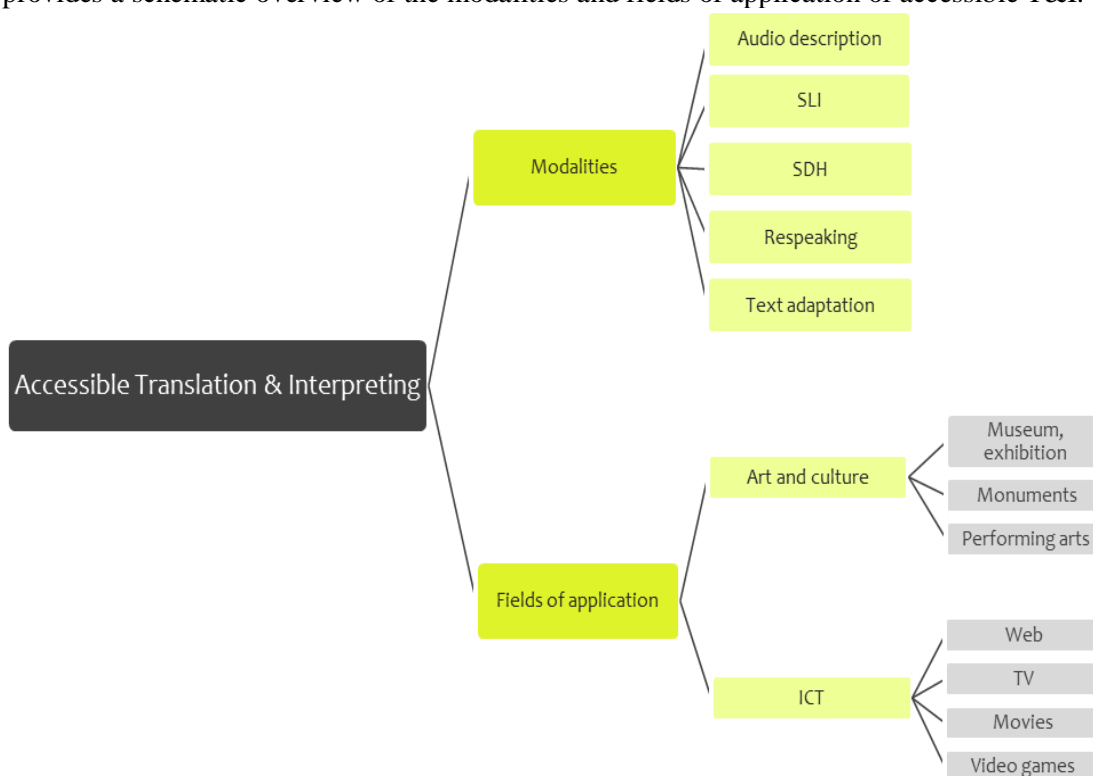 provides a schematic overview of the modalities and fields of application of accessible T&I.
Audio description
SLI
Modalities
SDH
Respeaking
Text adaptation
Accessible Translation & Interpreting
Museum,
exhibition
Art and culture
Monuments
Performing arts
Fields of application
Web
TV
ICT
Movies
Video games